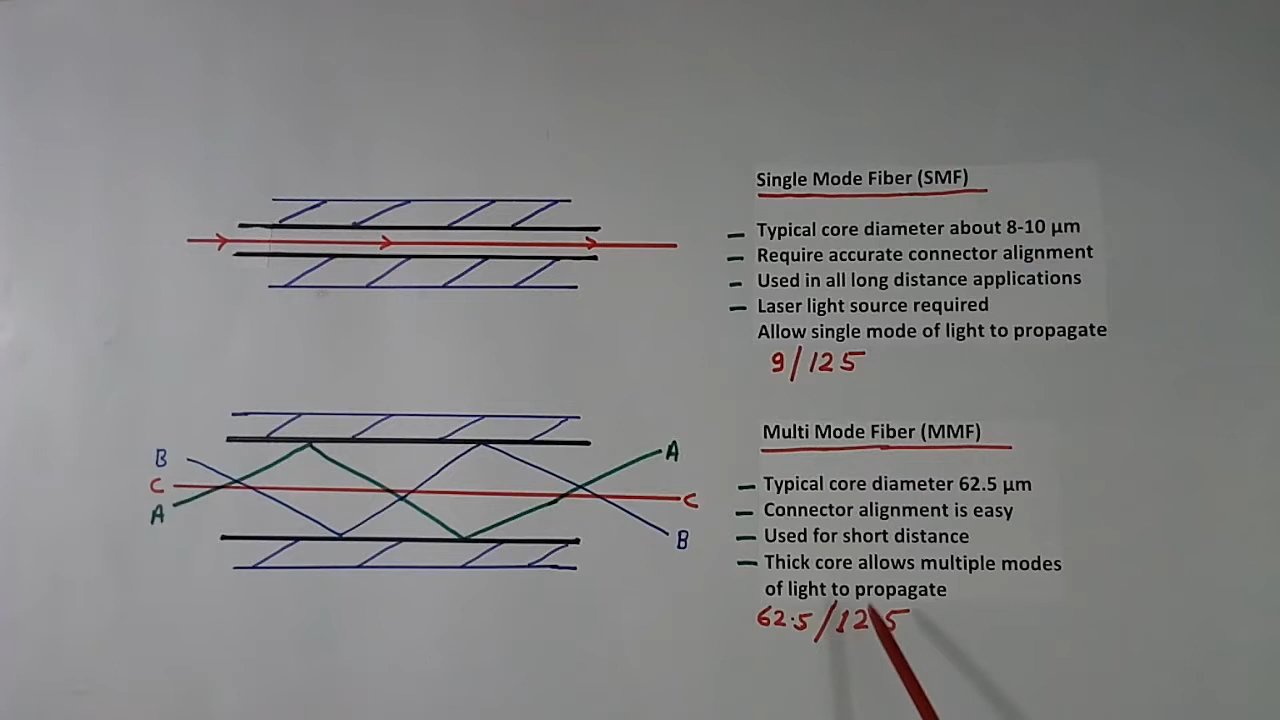 Single Mode Fiber (SMF)
Typical core diameter about 8-10 µm
Require accurate connector alignment
Used in all long distance applications
Laser light source required
Allow single mode of light to propagate
9/125
B
C
A
A
C
B
Multi Mode Fiber (MMF)
Typical core diameter 62.5 µm
Connector alignment is easy
Used for short distance
Thick core allows multiple modes
of light to propagate
62.5/125